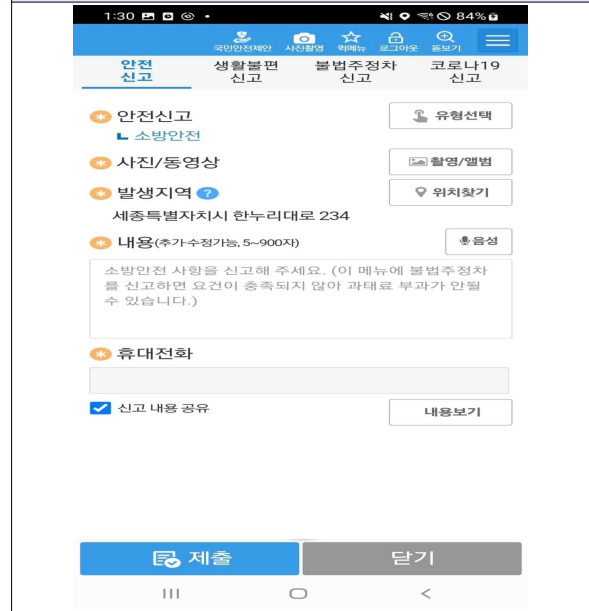 1:30 84%
국민안전제안 사진촬영 퀵메뉴 로그아웃 돋보기
안전 신고
생활불편 신고
불법주정차 신고
코로나19 신고
안전신고 유형선택
소방안전
사진/동영상 촬영/앨범
발생지역 ? 위치찾기
세종특별자치시 한누리대로 234
내용(추가·수정가능, 5~900자) 음성
소방안전 사항을 신고해 주세요. (이 메뉴에 불법주정차
를 신고하면 요건이 충족되지 않아 과태료 부과가 안될
수 있습니다.)
휴대전화
신고 내용 공유 내용보기
제출 닫기